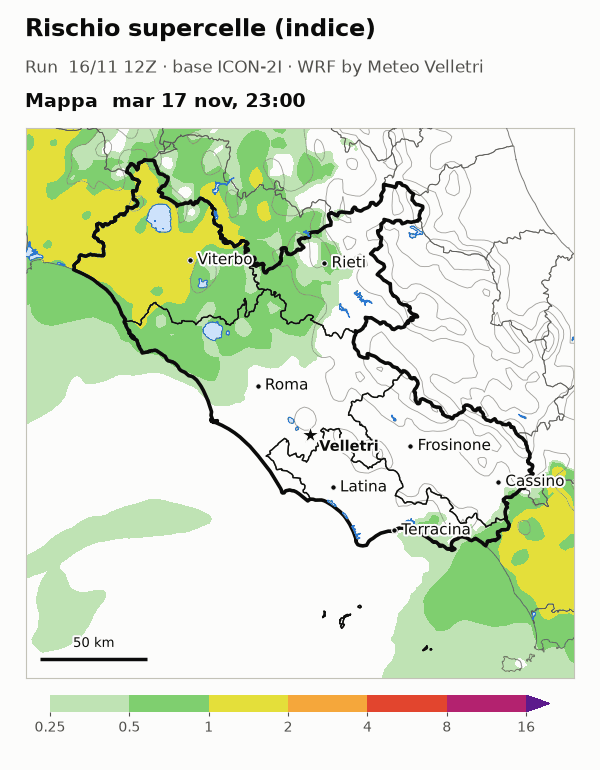 Rischio supercelle (indice)
Run  16/11 12Z · base ICON-2I · WRF by Meteo Velletri
Mappa  mar 17 nov, 23:00
Viterbo
Rieti
Roma
Velletri
Frosinone
Cassino
Latina
Terracina
50 km
0.25 0.5 1 2 4 8 16